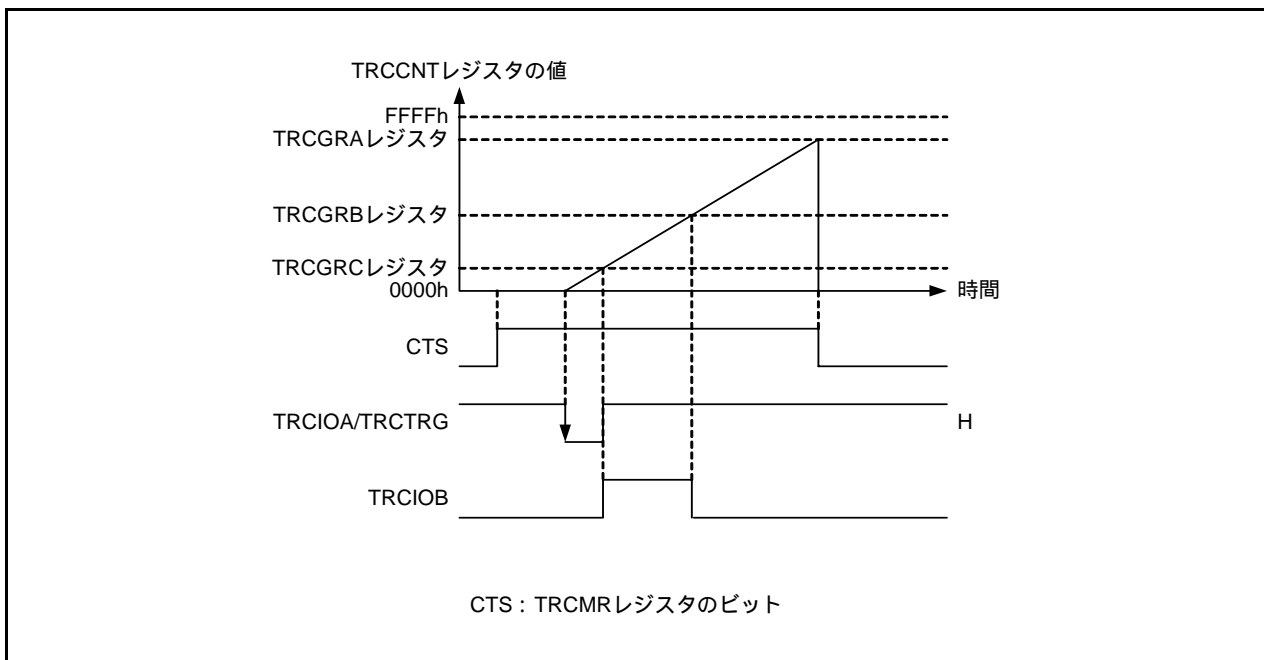 TRCCNTレジスタの値
FFFFh
TRCGRAレジスタ
TRCGRBレジスタ
TRCGRCレジスタ
0000h
時間
CTS
TRCIOA/TRCTRG
H
TRCIOB
CTS : TRCMRレジスタのビット